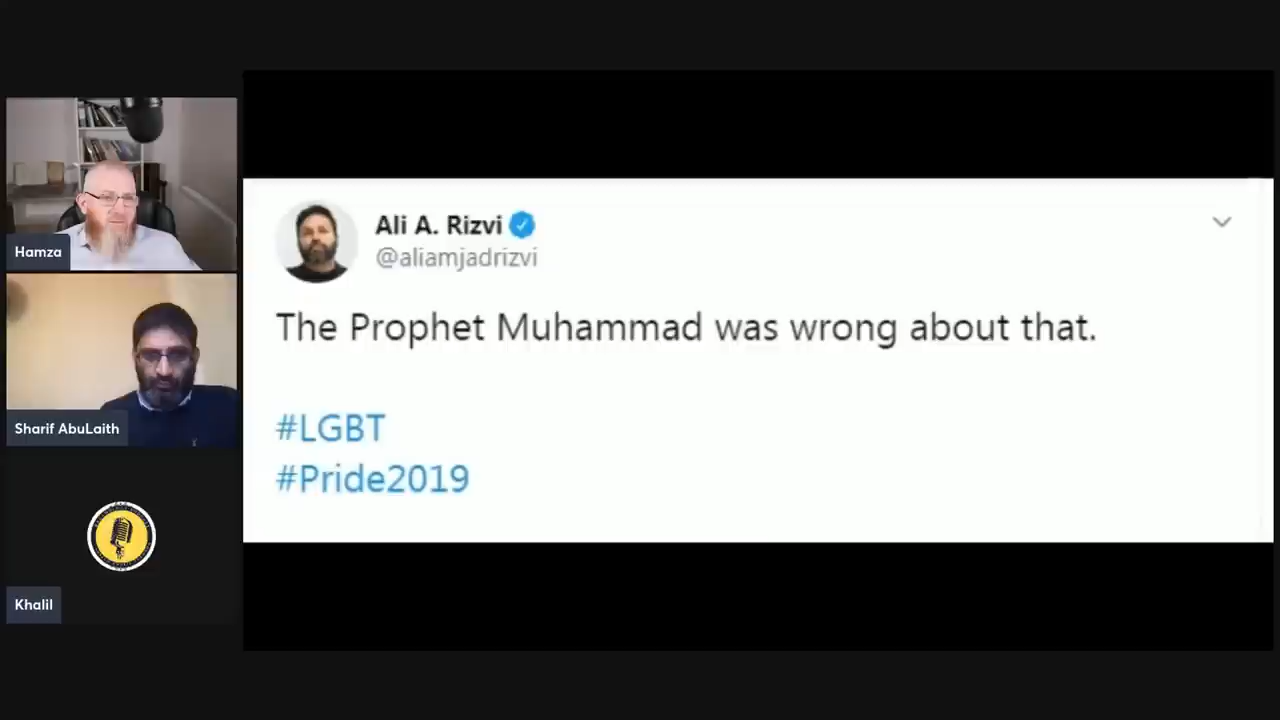 Hamza
Sharif AbuLaith
Khalil
Ali A. Rizvi
@aliamjadrizvi
The Prophet Muhammad was wrong about that.
#LGBT
#Pride2019